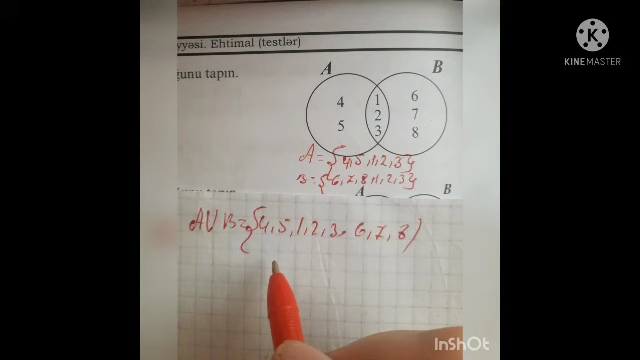 KINEMASTER
yyəsi. Ehtimal (testlər)
ğunu tapın.
A B
4 1 6
2 7
5 3 8
A={4,5,1,2,3}
B={6,7,8,1,2,3}
A B
AUB={4,5,1,2,3, 6,7,8)
InShOt